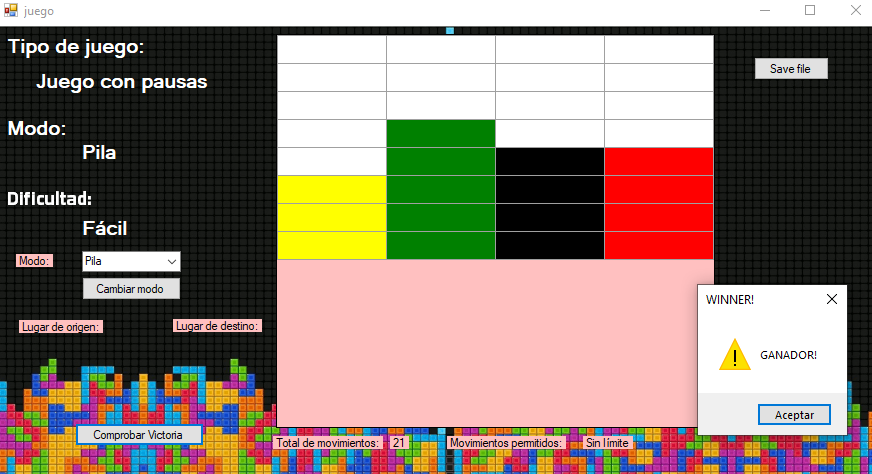 juego
Tipo de juego:
Juego con pausas
Save file
Modo:
Pila
Dificultad:
Fácil
Modo:
Pila
Cambiar modo
Lugar de origen:
Lugar de destino:
WINNER!
GANADOR!
Aceptar
Comprobar Victoria
Total de movimientos:
21
Movimientos permitidos:
Sin límite